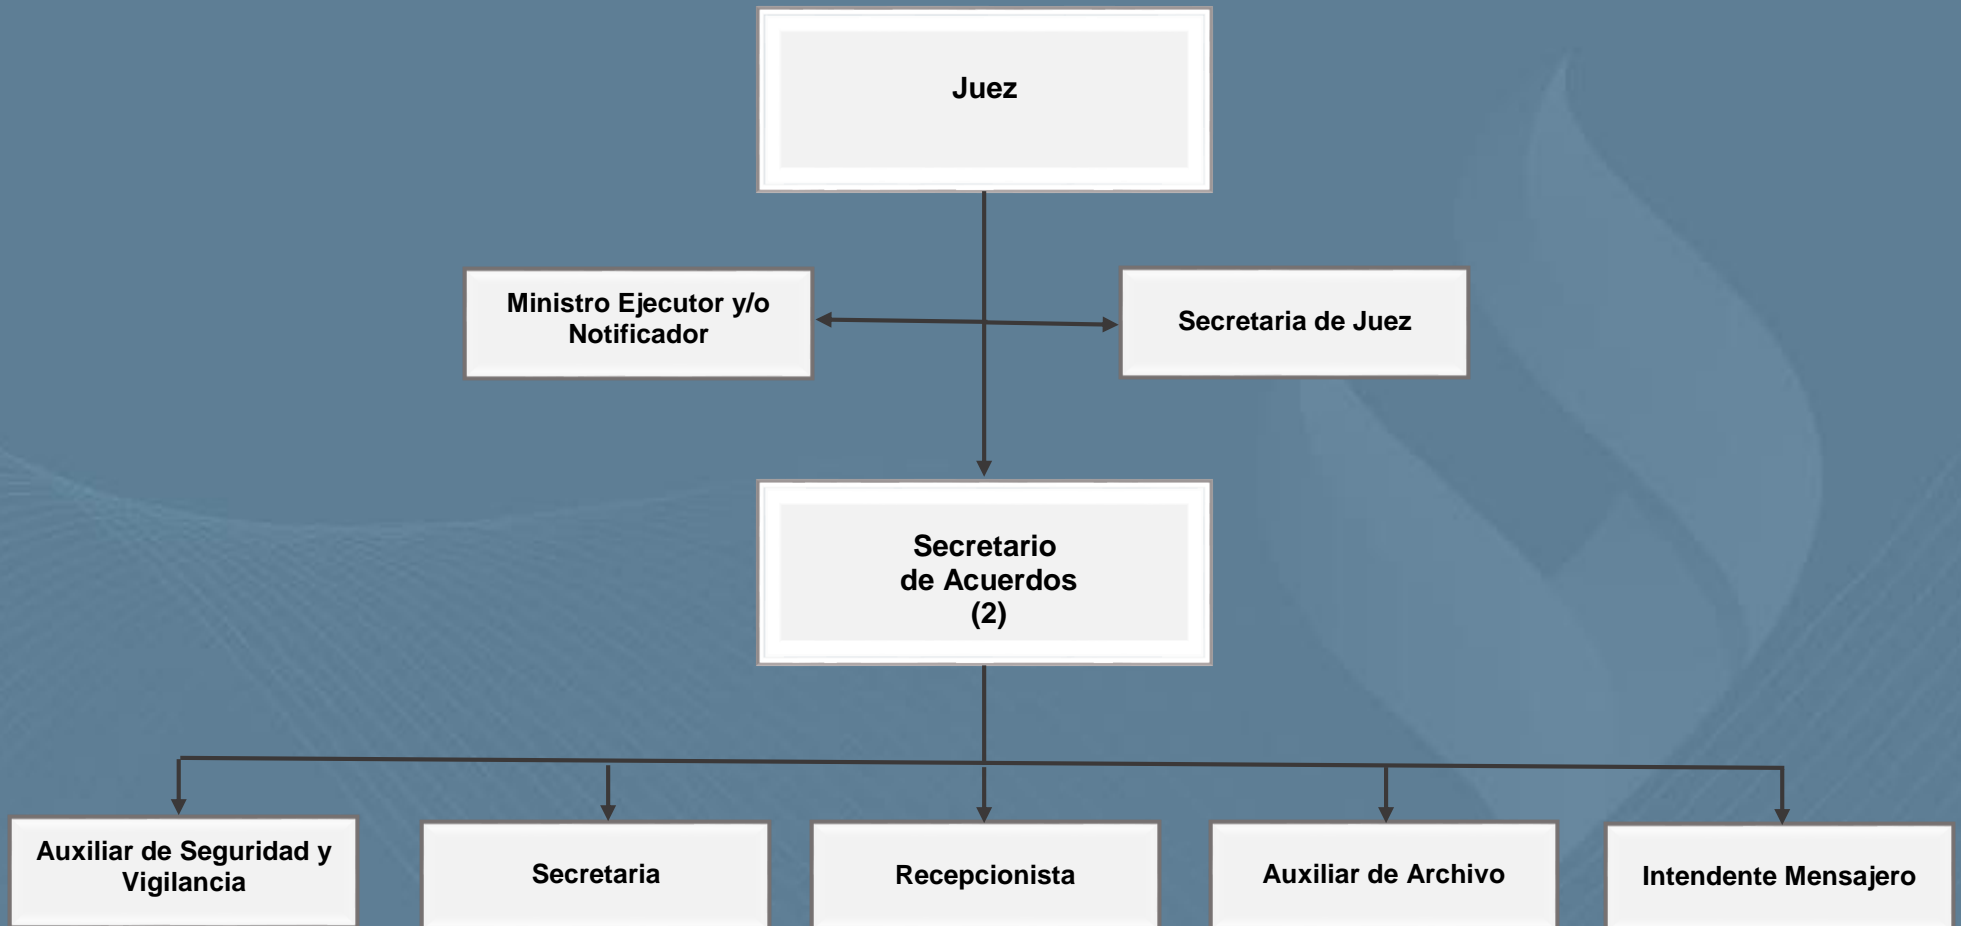 Juez
Ministro Ejecutor y/o
Notificador
Secretaria de Juez
Secretario
de Acuerdos
(2)
Auxiliar de Seguridad y
Vigilancia
Secretaria
Recepcionista
Auxiliar de Archivo
Intendente Mensajero